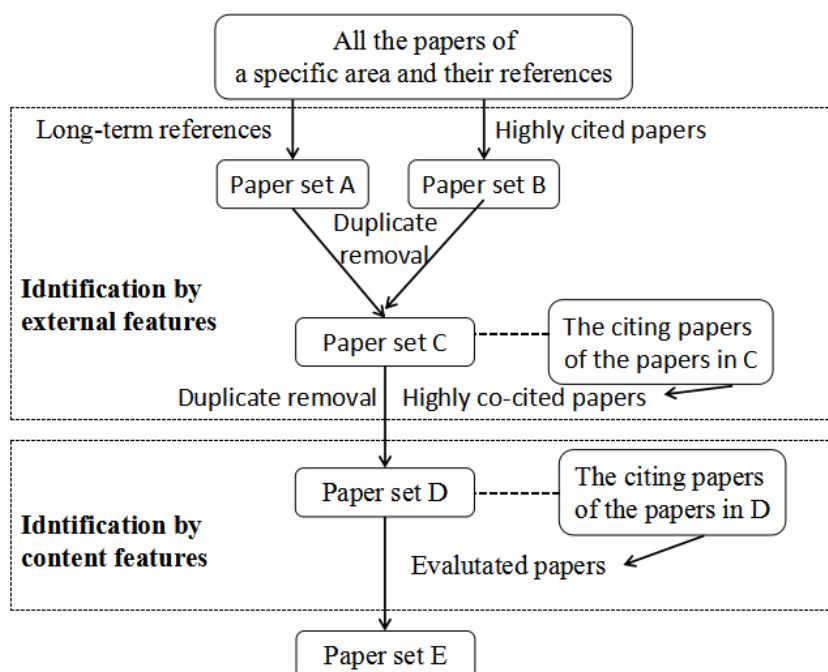 All the papers of
a specific area and their references
Long-term references
Highly cited papers
Paper set A
Paper set B
Duplicate
removal
Idntification by
external features
Paper set C
The citing papers
of the papers in C
Duplicate removal
Highly co-cited papers
Paper set D
The citing papers
of the papers in D
Idntification by
content features
Evalutated papers
Paper set E